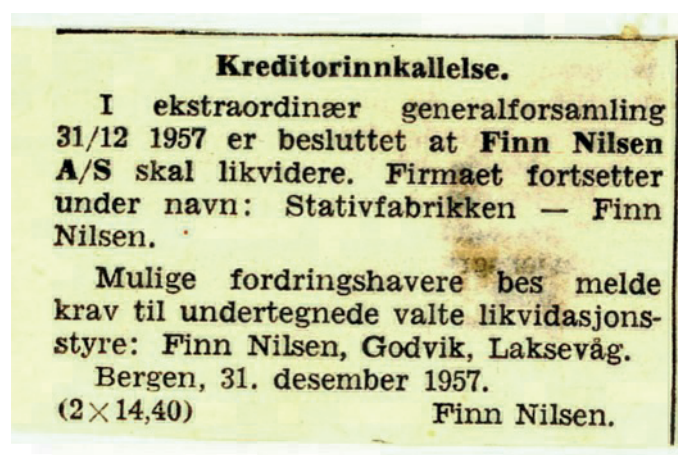 Kreditorinnkallelse.
I ekstraordinær generalforsamling
31/12 1957 er besluttet at Finn Nilsen
A/S skal likvidere. Firmaet fortsetter
under navn: Stativfabrikken — Finn
Nilsen.
Mulige fordringshavere bes melde
krav til undertegnede valte likvidasjons-
styre: Finn Nilsen, Godvik, Laksevåg.
Bergen, 31. desember 1957.
(2×14,40) Finn Nilsen.